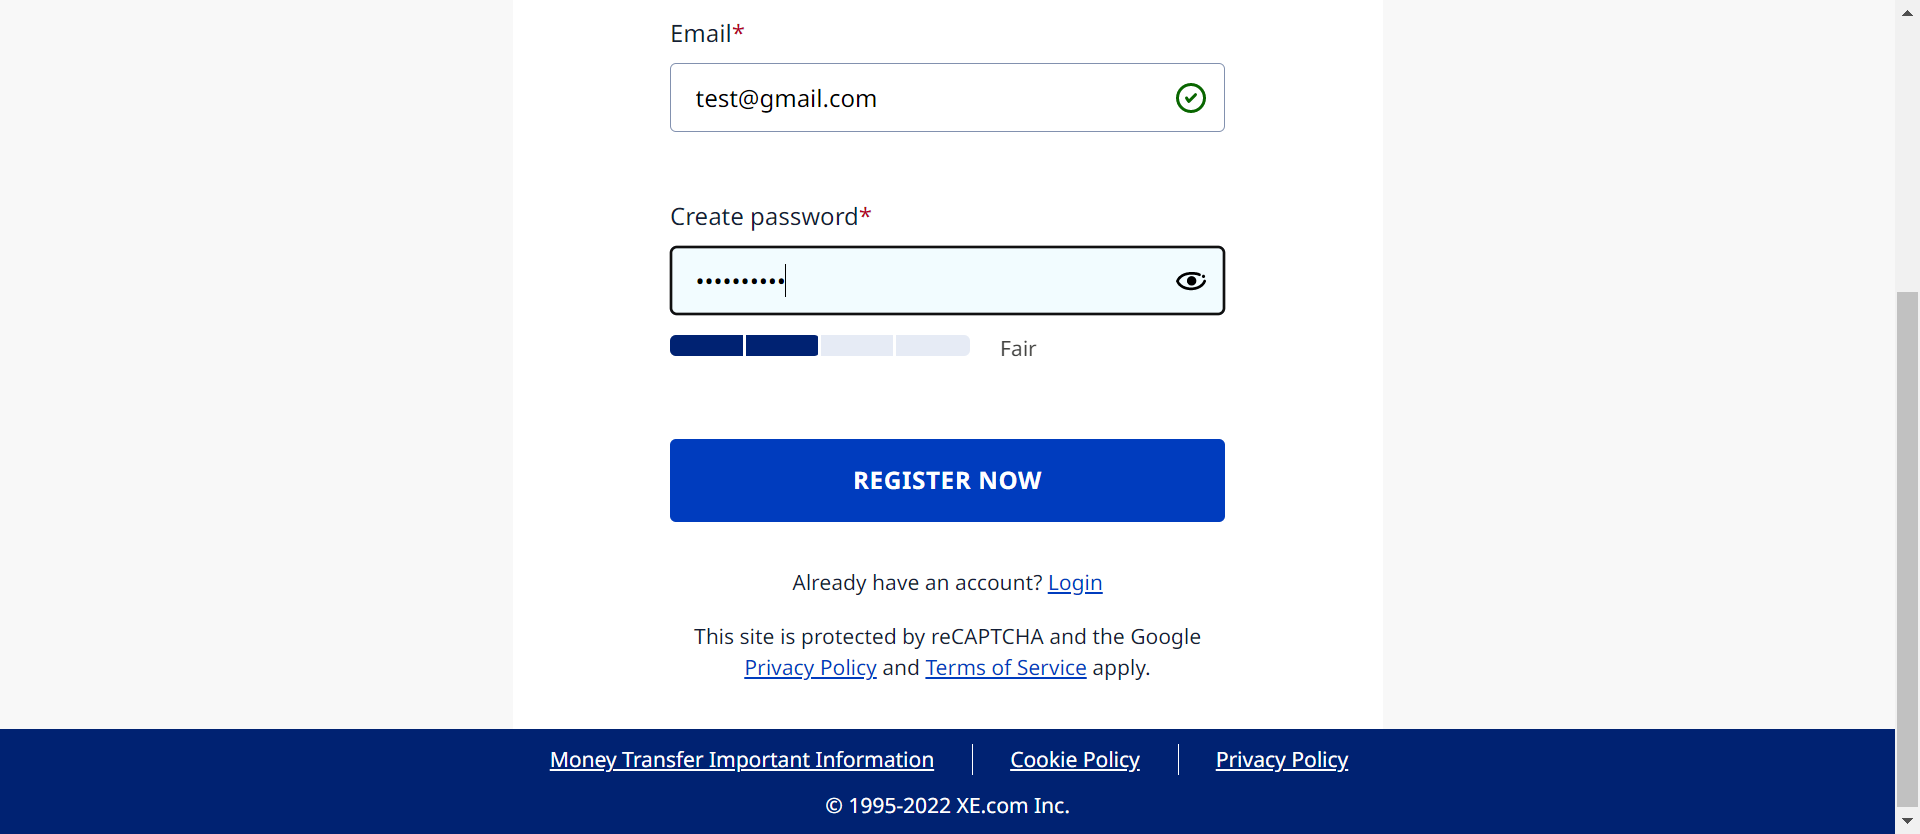 Email*
test@gmail.com
Create password*
••••••••••
Fair
REGISTER NOW
Already have an account? Login
This site is protected by reCAPTCHA and the Google
Privacy Policy and Terms of Service apply.
Money Transfer Important Information
Cookie Policy
Privacy Policy
© 1995-2022 XE.com Inc.